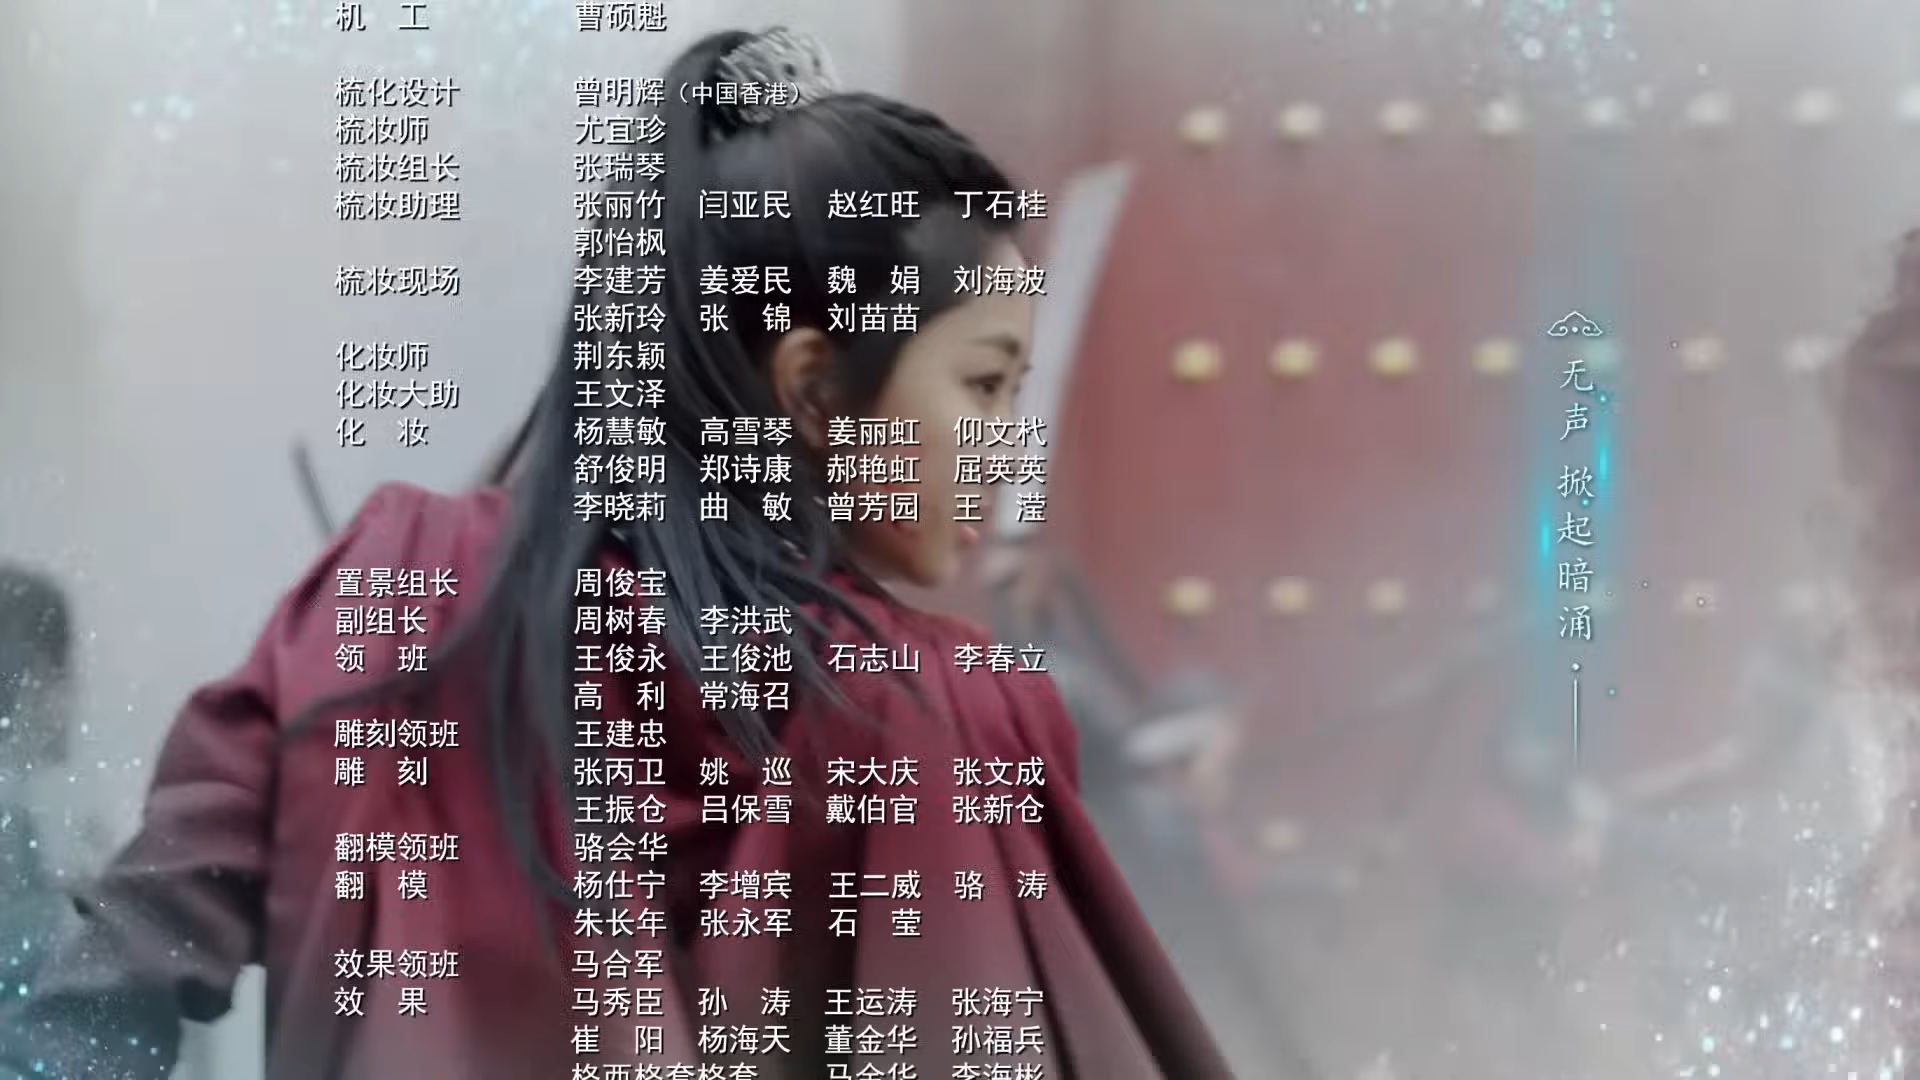 机　工　曹硕魁
梳化设计　曾明辉（中国香港）
梳妆师　尤宜珍
梳妆组长　张瑞琴
梳妆助理　张丽竹　闫亚民　赵红旺　丁石桂
郭怡枫
梳妆现场　李建芳　姜爱民　魏　娟　刘海波
张新玲　张　锦　刘苗苗
化妆师　荆东颖
化妆大助　王文泽
化　妆　杨慧敏　高雪琴　姜丽虹　仰文杙
舒俊明　郑诗康　郝艳虹　屈英英
李晓莉　曲　敏　曾芳园　王　滢
置景组长　周俊宝
副组长　周树春　李洪武
领　班　王俊永　王俊池　石志山　李春立
高　利　常海召
雕刻领班　王建忠
雕　刻　张丙卫　姚　巡　宋大庆　张文成
王振仓　吕保雪　戴伯官　张新仓
翻模领班　骆会华
翻　模　杨仕宁　李增宾　王二威　骆　涛
朱长年　张永军　石　莹
效果领班　马合军
效　果　马秀臣　孙　涛　王运涛　张海宁
崔　阳　杨海天　董金华　孙福兵
格西格套格套　马金华　李海彬
无声 掀起暗涌